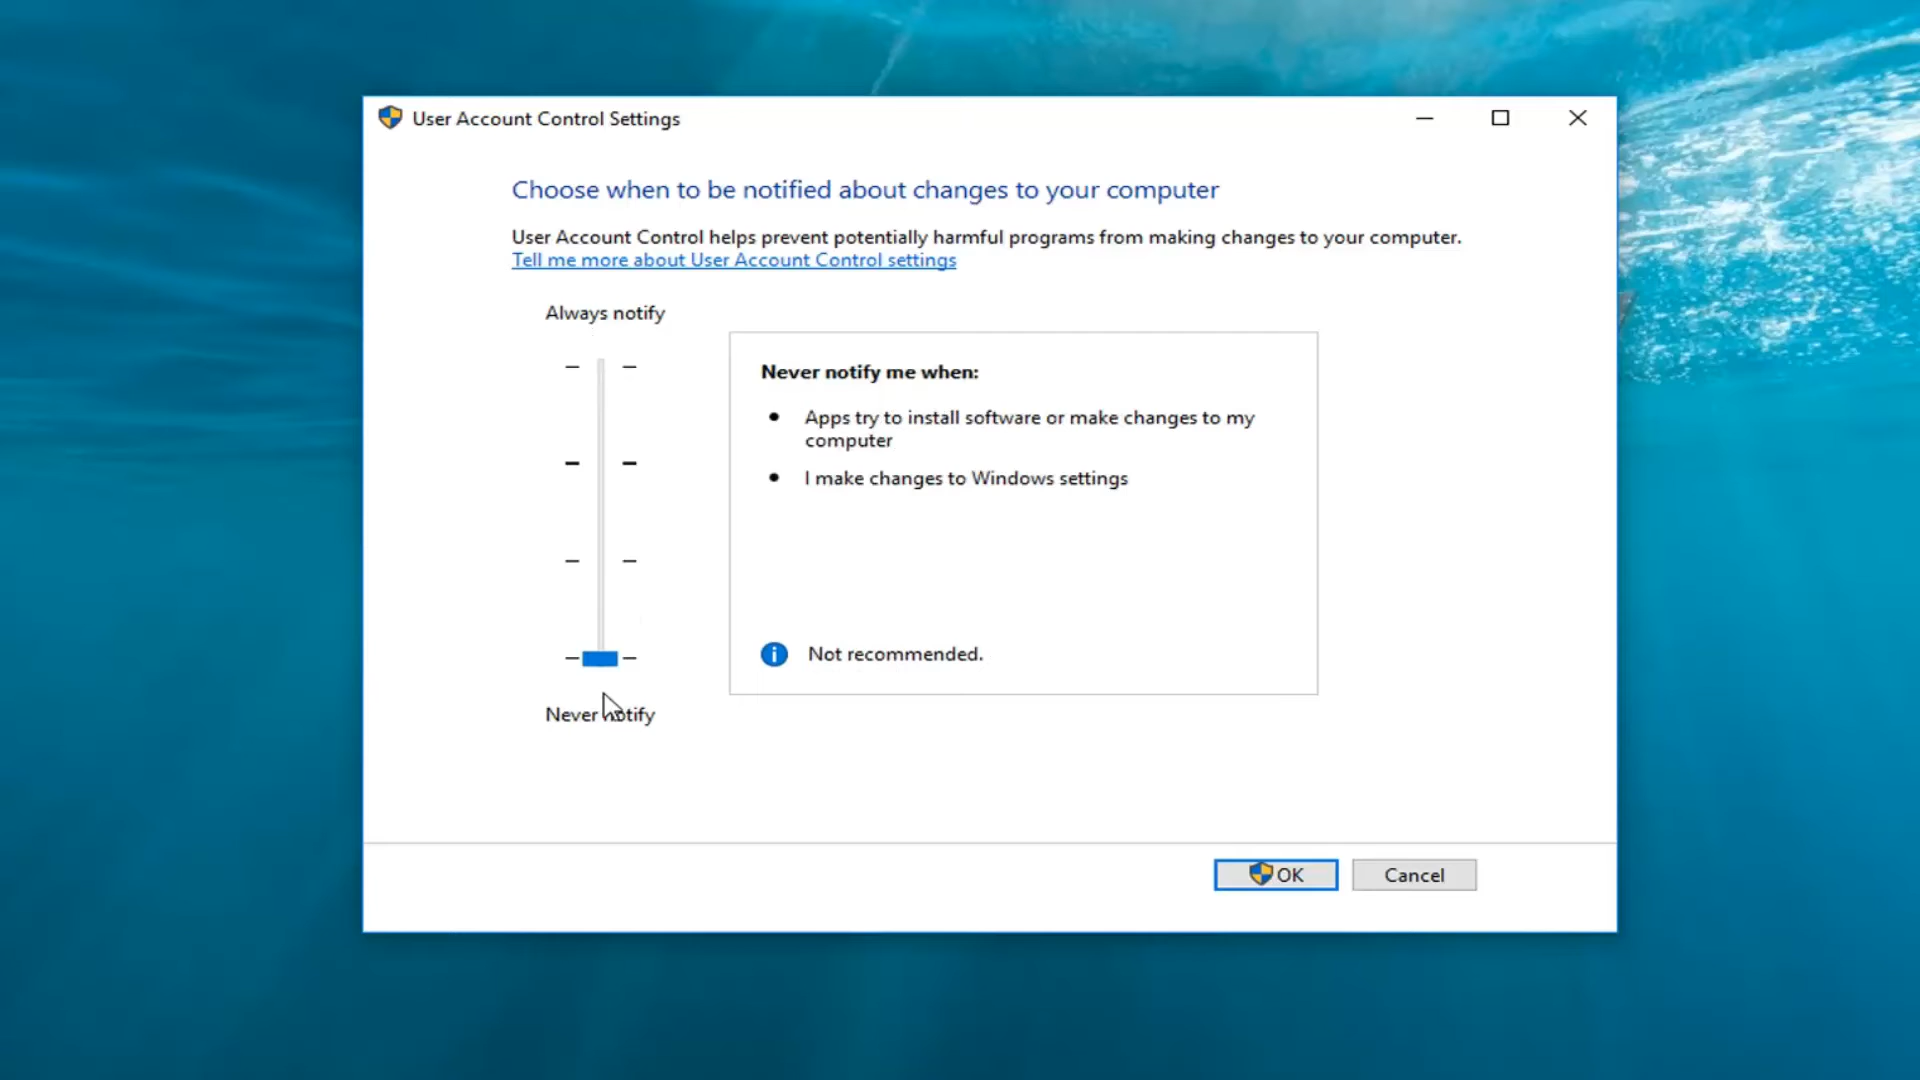 User Account Control Settings
Choose when to be notified about changes to your computer
User Account Control helps prevent potentially harmful programs from making changes to your computer.
Tell me more about User Account Control settings
Always notify
Never notify me when:
Apps try to install software or make changes to my
computer
I make changes to Windows settings
Not recommended.
Never notify
OK
Cancel